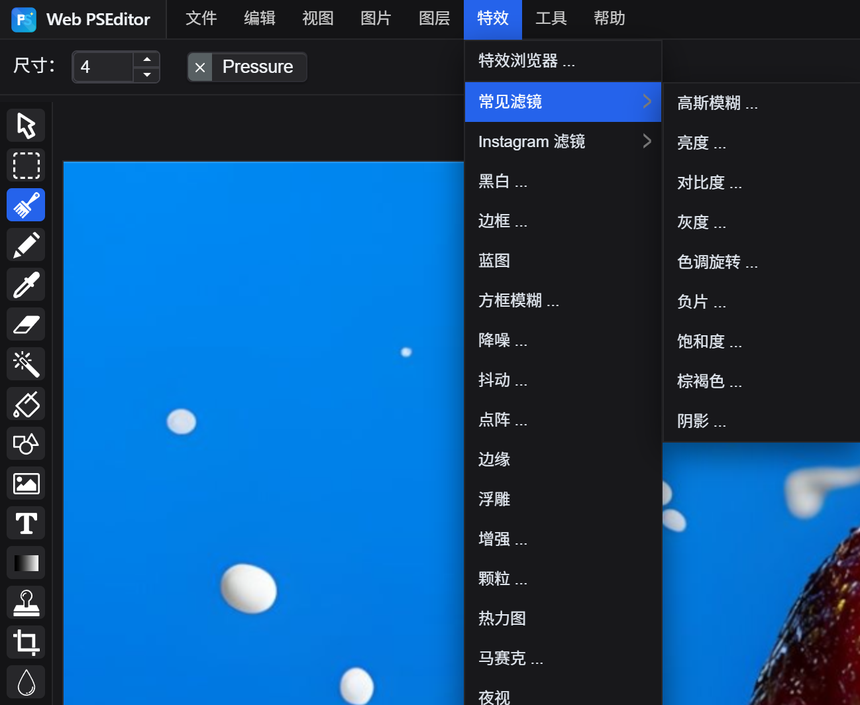 Web PSEditor 文件 编辑 视图 图片 图层 特效 工具 帮助
尺寸： 4 × Pressure
特效浏览器 ...
常见滤镜
Instagram 滤镜
黑白 ...
边框 ...
蓝图
方框模糊 ...
降噪 ...
抖动 ...
点阵 ...
边缘
浮雕
增强 ...
颗粒 ...
热力图
马赛克 ...
夜视
高斯模糊 ...
亮度 ...
对比度 ...
灰度 ...
色调旋转 ...
负片 ...
饱和度 ...
棕褐色 ...
阴影 ...